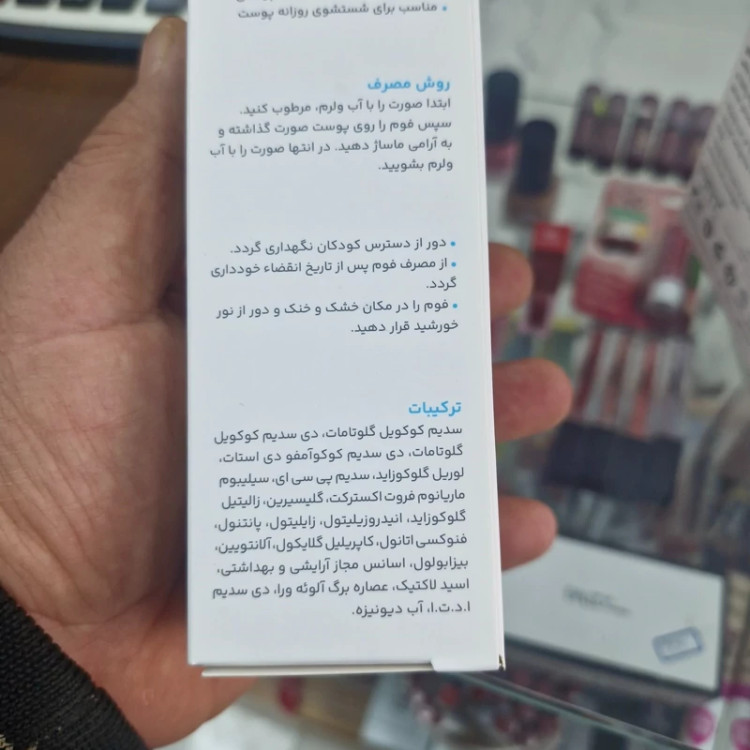 • مناسب برای شستشوی روزانه پوست
روش مصرف
ابتدا صورت را با آب ولرم، مرطوب کنید.
سپس فوم را روی پوست صورت گذاشته و
به آرامی ماساژ دهید. در انتها صورت را با آب
ولرم بشویید.
• دور از دسترس کودکان نگهداری گردد.
• از مصرف فوم پس از تاریخ انقضاء خودداری
گردد.
• فوم را در مکان خشک و خنک و دور از نور
خورشید قرار دهید.
ترکیبات
سدیم کوکویل گلوتامات، دی سدیم کوکویل
گلوتامات، دی سدیم کوکوآمفو دی استات،
لوریل گلوکوزاید، سدیم پی سی ای، سیلیبوم
ماریانوم فروت اکسترکت، گلیسیرین، زالیتیل
گلوکوزاید، انیدروزیلیتول، زایلیتول، پانتنول،
فنوکسی اتانول، کاپریلیل گلایکول، آلانتویین،
بیزابولول، اسانس مجاز آرایشی و بهداشتی،
اسید لاکتیک، عصاره برگ آلوئه ورا، دی سدیم
ا.د.ت.ا، آب دیونیزه.